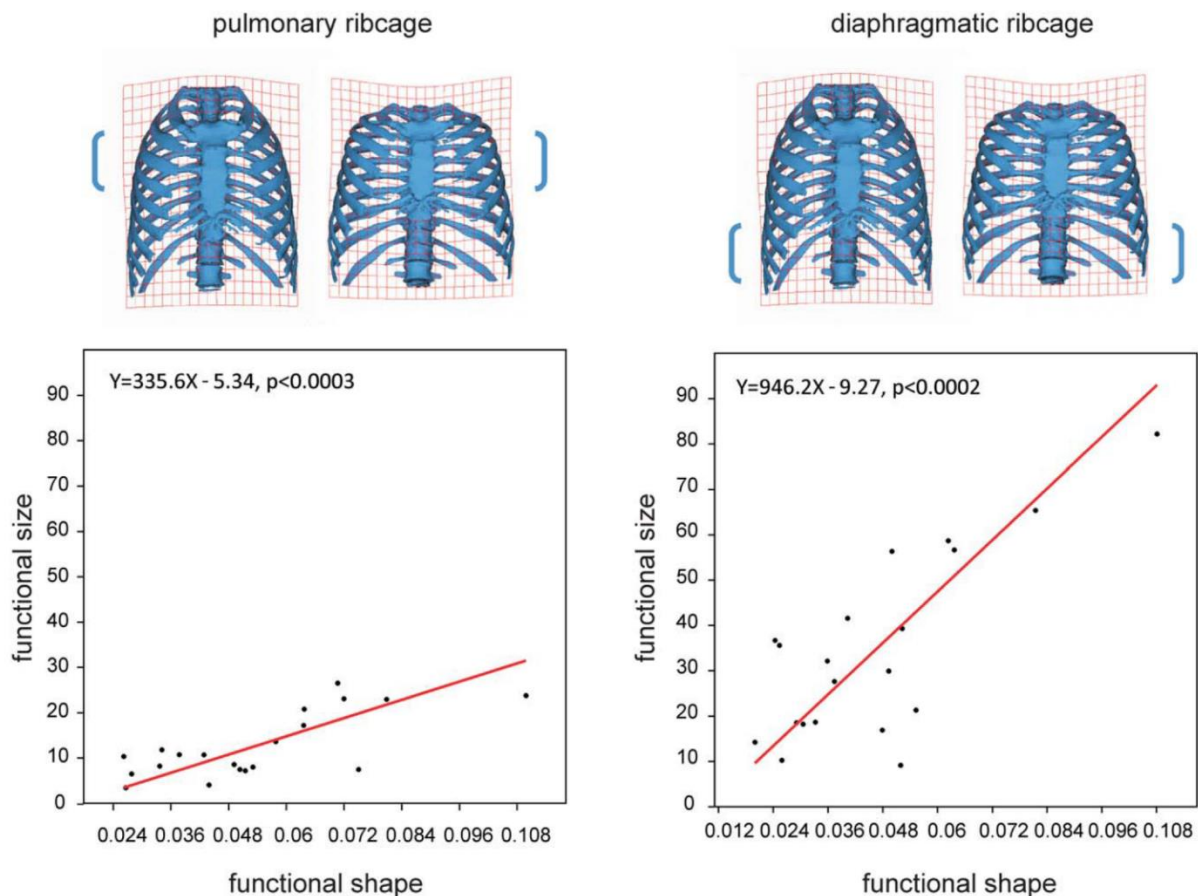 pulmonary ribcage
diaphragmatic ribcage
Y=335.6X - 5.34, p<0.0003
90
80
70
60
50
40
30
20
10
0
functional size
0.024 0.036 0.048 0.06 0.072 0.084 0.096 0.108
functional shape
Y=946.2X - 9.27, p<0.0002
90
80
70
60
50
40
30
20
10
0
functional size
0.012 0.024 0.036 0.048 0.06 0.072 0.084 0.096 0.108
functional shape